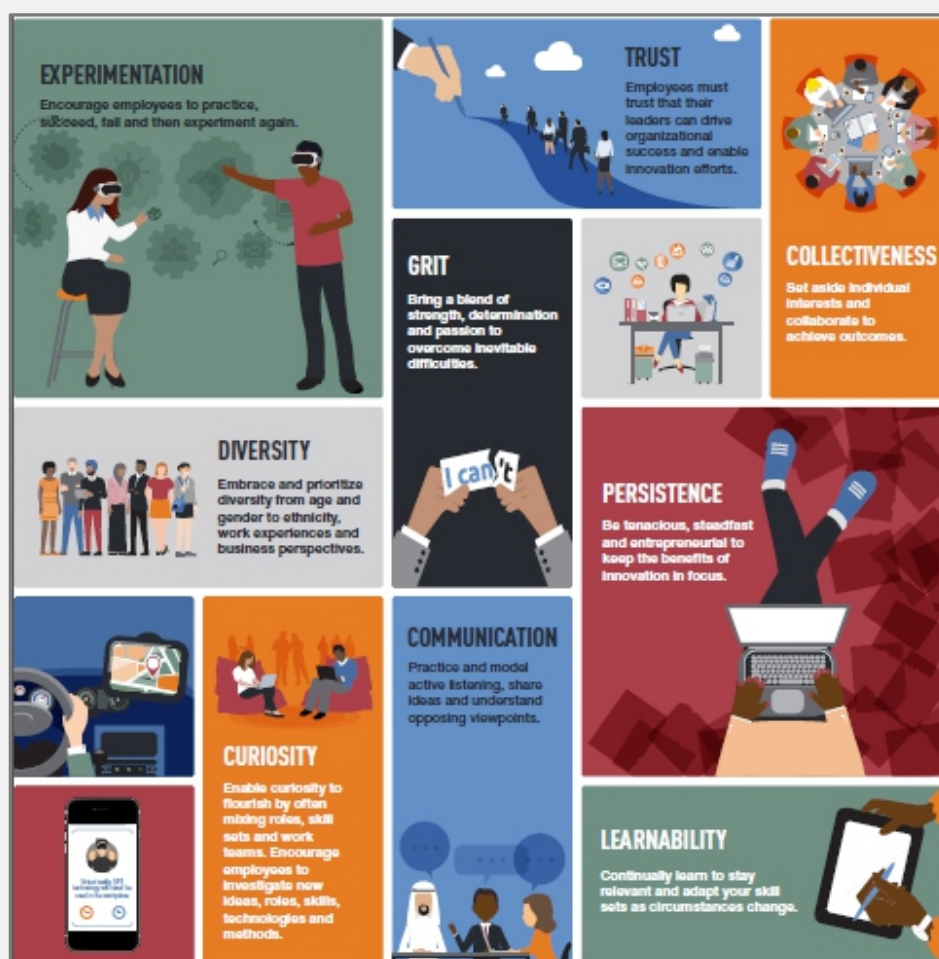 EXPERIMENTATION
Encourage employees to practice,
succeed, fail and then experiment again.
TRUST
Employees must
trust that their
leaders can drive
organizational
success and enable
innovation efforts.
COLLECTIVENESS
Set aside individual
interests and
collaborate to
achieve outcomes.
GRIT
Bring a blend of
strength, determination
and passion to
overcome inevitable
difficulties.
I can't
DIVERSITY
Embrace and prioritize
diversity from age and
gender to ethnicity,
work experiences and
business perspectives.
PERSISTENCE
Be tenacious, steadfast
and entrepreneurial to
keep the benefits of
innovation in focus.
CURIOSITY
Enable curiosity to
flourish by often
mixing roles, skill
sets and work
teams. Encourage
employees to
investigate new
ideas, roles, skills,
technologies and
methods.
COMMUNICATION
Practice and model
active listening, share
ideas and understand
opposing viewpoints.
LEARNABILITY
Continually learn to stay
relevant and adapt your skill
sets as circumstances change.